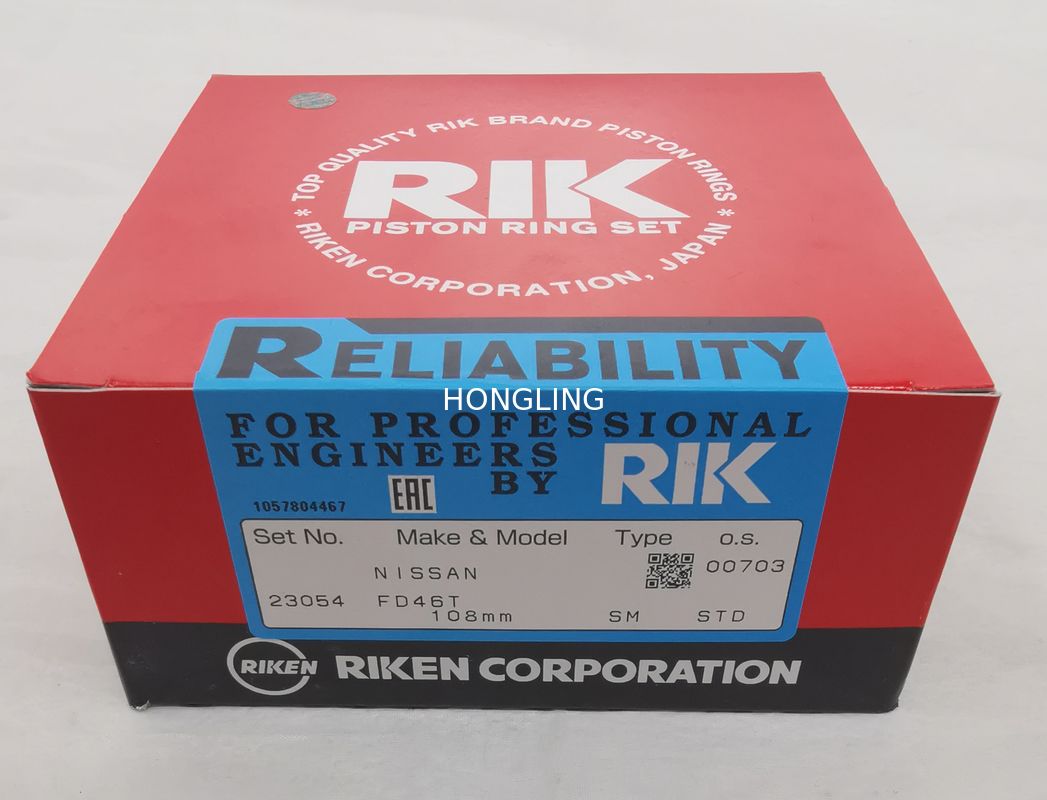 * TOP QUALITY RIK BRAND PISTON RINGS *
RIK
PISTON RING SET
RIKEN CORPORATION, JAPAN
RELIABILITY
HONGLING
FOR PROFESSIONAL
ENGINEERS
BY RIK
EAC
1057804467
Set No. Make & Model Type o.s.
00703
NISSAN
23054 FD46T
108mm SM STD
RIKEN RIKEN CORPORATION